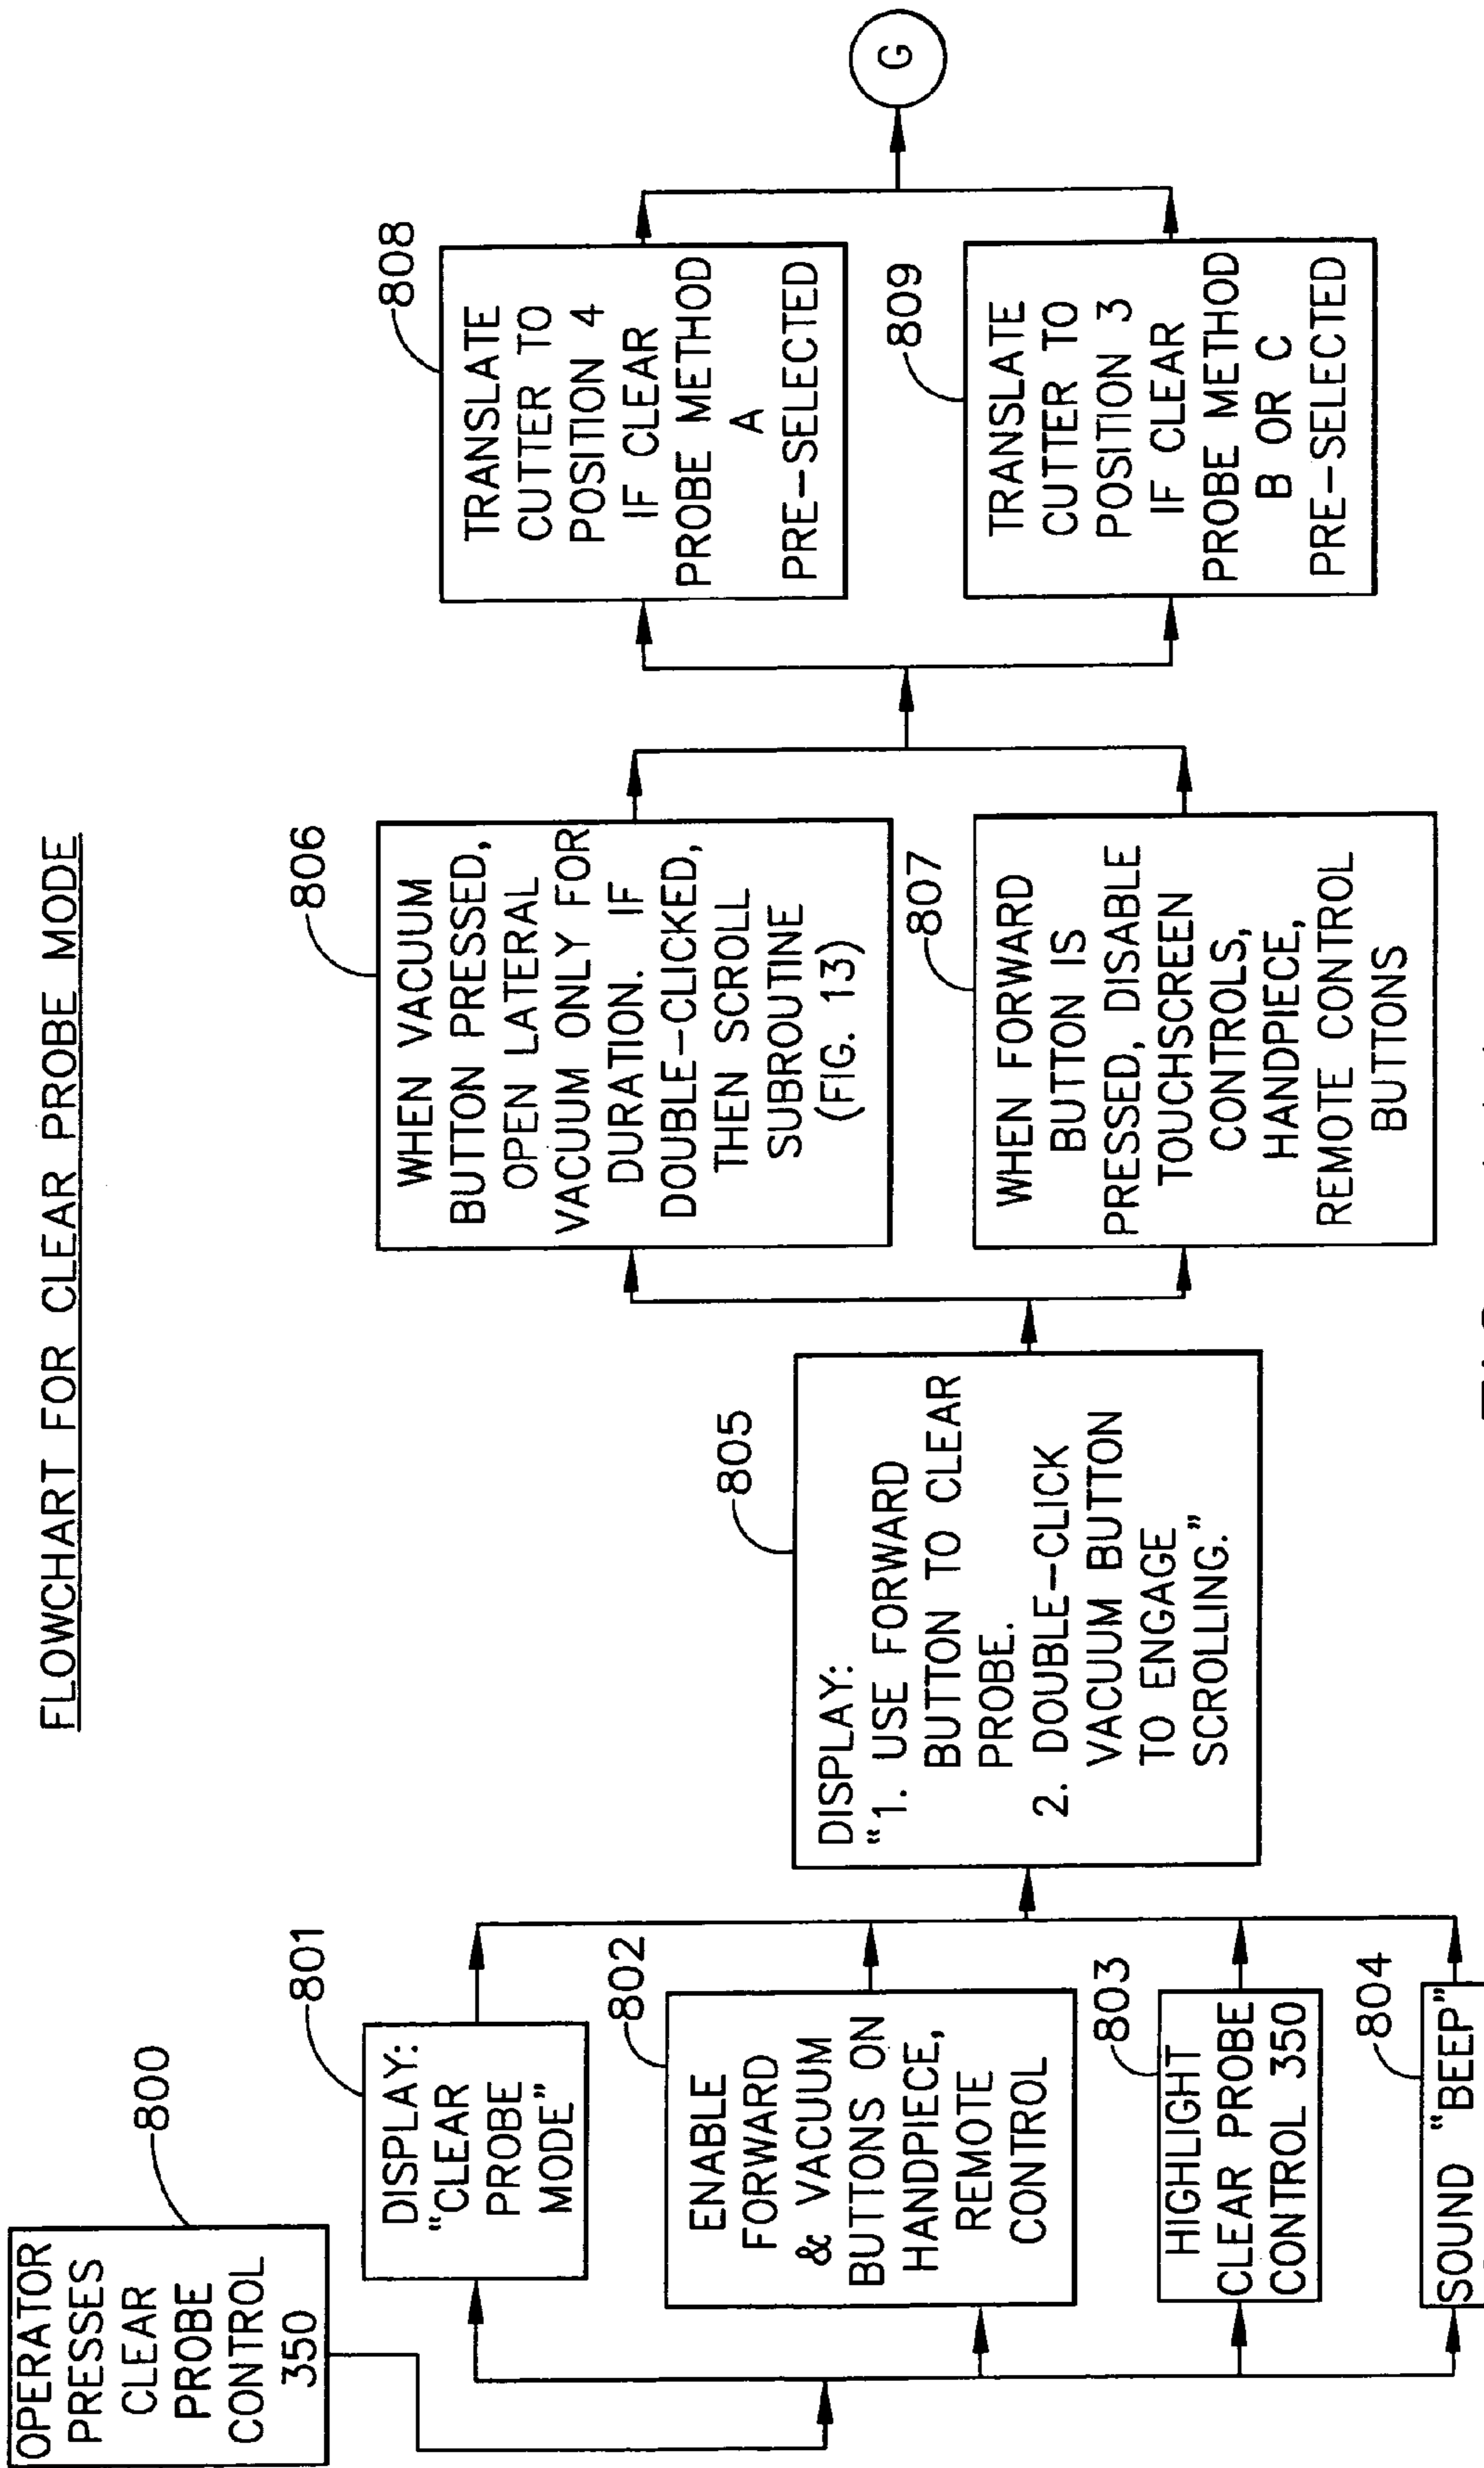 FLOWCHART FOR CLEAR PROBE MODE
OPERATOR
PRESSES
CLEAR
PROBE
CONTROL
350
800
DISPLAY:
"CLEAR
PROBE
MODE"
801
ENABLE
FORWARD
& VACUUM
BUTTONS ON
HANDPIECE,
REMOTE
CONTROL
802
HIGHLIGHT
CLEAR PROBE
CONTROL 350
803
SOUND "BEEP"
804
DISPLAY:
"1. USE FORWARD
BUTTON TO CLEAR
PROBE.
2. DOUBLE-CLICK
VACUUM BUTTON
TO ENGAGE
SCROLLING."
805
WHEN VACUUM
BUTTON PRESSED,
OPEN LATERAL
VACUUM ONLY FOR
DURATION. IF
DOUBLE-CLICKED,
THEN SCROLL
SUBROUTINE
(FIG. 13)
806
WHEN FORWARD
BUTTON IS
PRESSED, DISABLE
TOUCHSCREEN
CONTROLS,
HANDPIECE,
REMOTE CONTROL
BUTTONS
807
TRANSLATE
CUTTER TO
POSITION 4
IF CLEAR
PROBE METHOD
A
PRE-SELECTED
808
TRANSLATE
CUTTER TO
POSITION 3
IF CLEAR
PROBE METHOD
B OR C
PRE-SELECTED
809
G